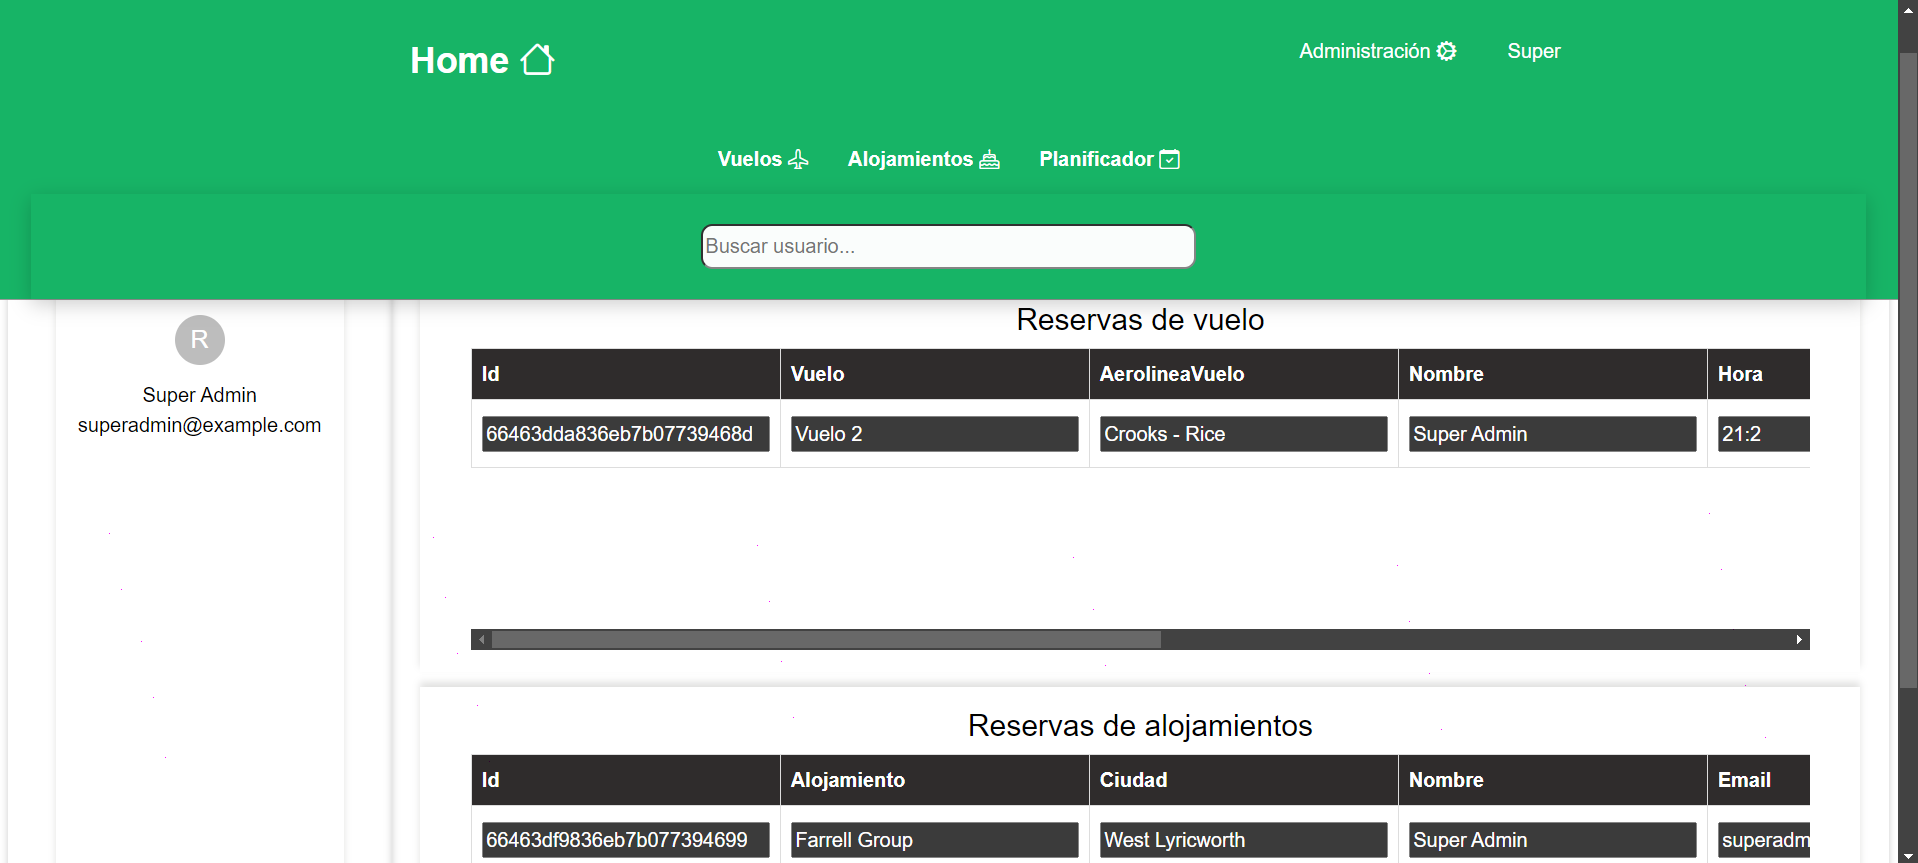 Home
Administración
Super
Vuelos
Alojamientos
Planificador
Buscar usuario...
R
Super Admin
superadmin@example.com
Reservas de vuelo
Id Vuelo AerolineaVuelo Nombre Hora
66463dda836eb7b07739468d Vuelo 2 Crooks - Rice Super Admin 21:2
Reservas de alojamientos
Id Alojamiento Ciudad Nombre Email
66463df9836eb7b077394699 Farrell Group West Lyricworth Super Admin superadm